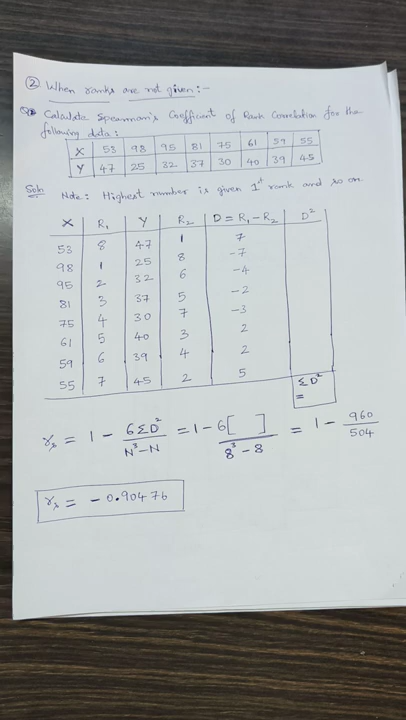 ② When ranks are not given :-
Q2 Calculate Spearman's Coefficient of Rank Correlation for the
following data :
X 53 98 95 81 75 61 59 55
Y 47 25 32 37 30 40 39 45
Soln Note : Highest number is given 1st rank and so on.
X R₁ Y R₂ D = R₁ - R₂ D²
53 8 47 1 7
98 1 25 8 -7
95 2 32 6 -4
81 3 37 5 -2
75 4 30 7 -3
61 5 40 3 2
59 6 39 4 2
55 7 45 2 5
ΣD² =
rₛ = 1 - 6ΣD² / N³-N = 1 - 6[ ] / 8³ - 8 = 1 - 960 / 504
rₛ = - 0.90476